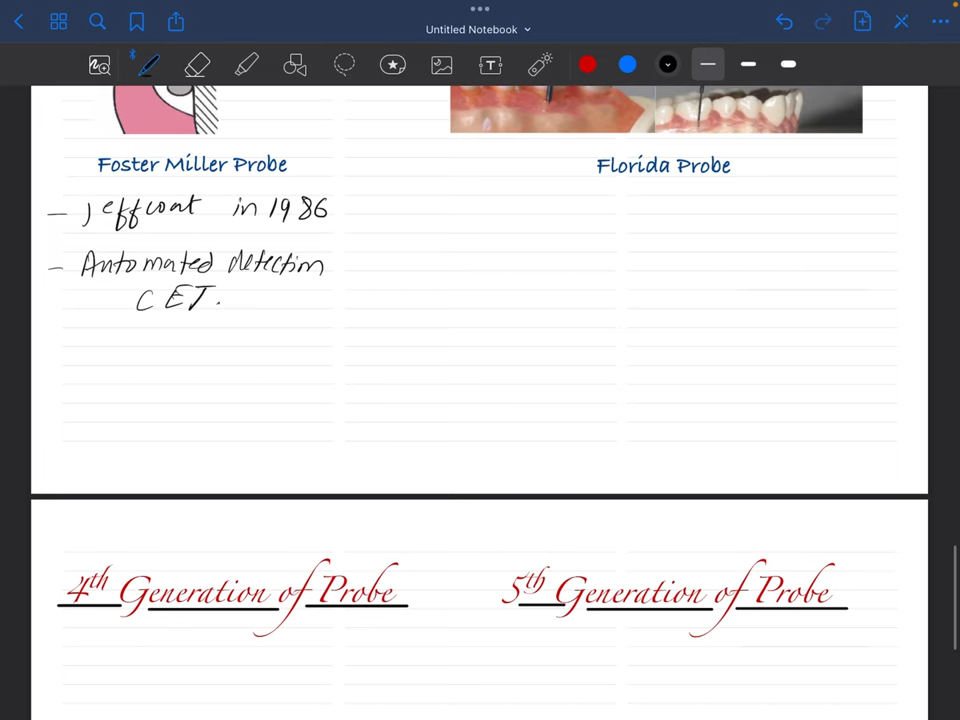 Untitled Notebook
Foster Miller Probe
Florida Probe
– Jeffcoat in 1986
– Automated detection
CEJ.
4th Generation of Probe
5th Generation of Probe